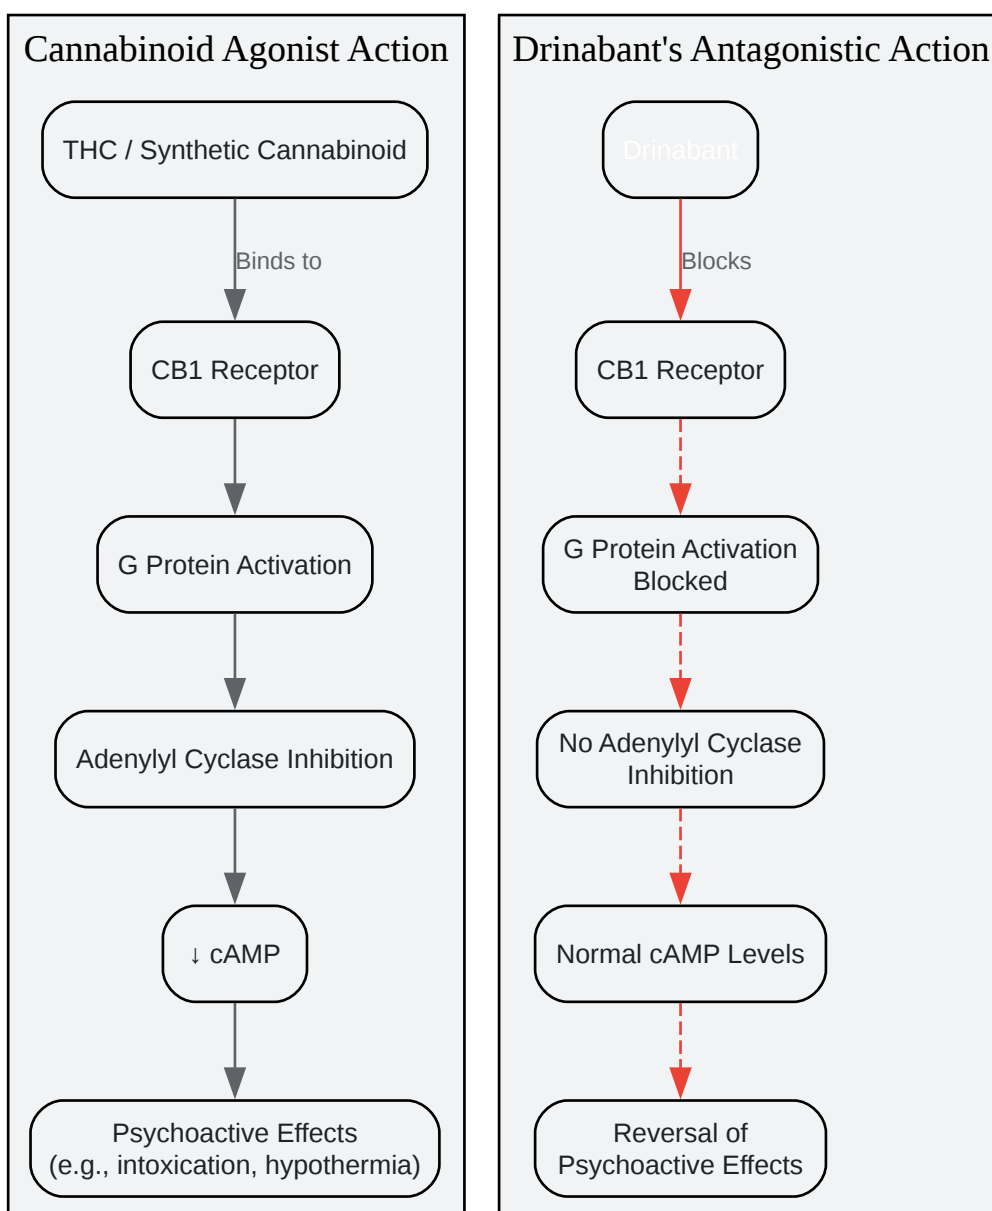 Cannabinoid Agonist Action
THC / Synthetic Cannabinoid
Binds to
CB1 Receptor
G Protein Activation
Adenylyl Cyclase Inhibition
↓ cAMP
Psychoactive Effects
(e.g., intoxication, hypothermia)
Drinabant's Antagonistic Action
Drinabant
Blocks
CB1 Receptor
G Protein Activation
Blocked
No Adenylyl Cyclase
Inhibition
Normal cAMP Levels
Reversal of
Psychoactive Effects